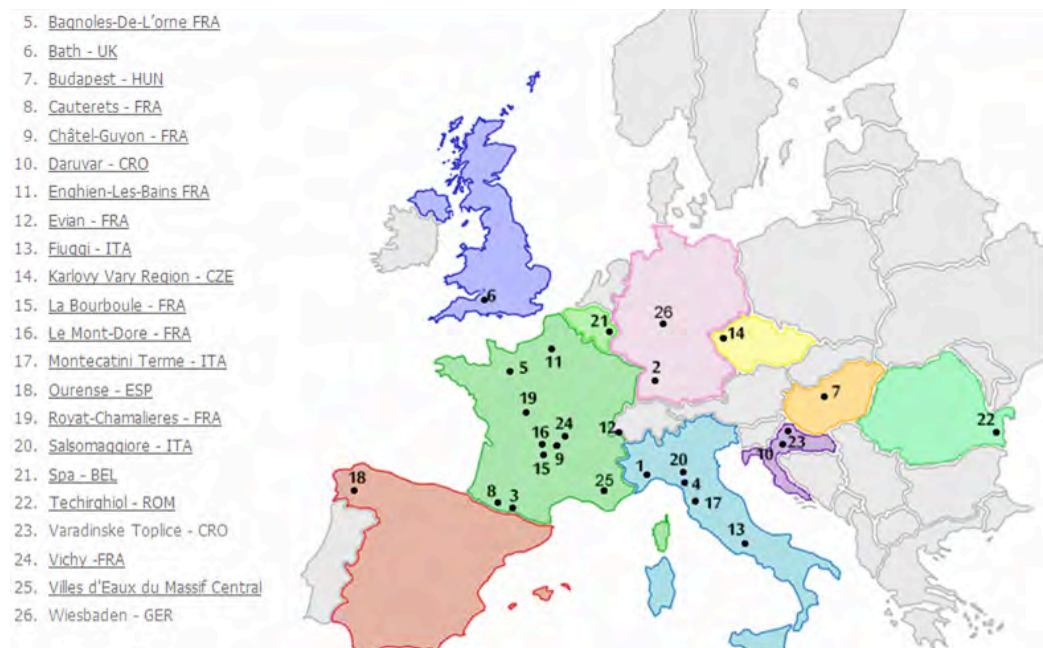 5. Bagnoles-De-L'orne FRA
6. Bath - UK
7. Budapest - HUN
8. Cauterets - FRA
9. Châtel-Guyon - FRA
10. Daruvar - CRO
11. Enghien-Les-Bains FRA
12. Evian - FRA
13. Fiuggi - ITA
14. Karlovy Vary Region - CZE
15. La Bourboule - FRA
16. Le Mont-Dore - FRA
17. Montecatini Terme - ITA
18. Ourense - ESP
19. Royat-Chamalieres - FRA
20. Salsomaggiore - ITA
21. Spa - BEL
22. Techirghiol - ROM
23. Varadinske Toplice - CRO
24. Vichy -FRA
25. Villes d'Eaux du Massif Central
26. Wiesbaden - GER
6
21
26
14
11
5
2
7
19
24
12
22
16
9
23
10
15
1
20
4
25
18
8
3
17
13